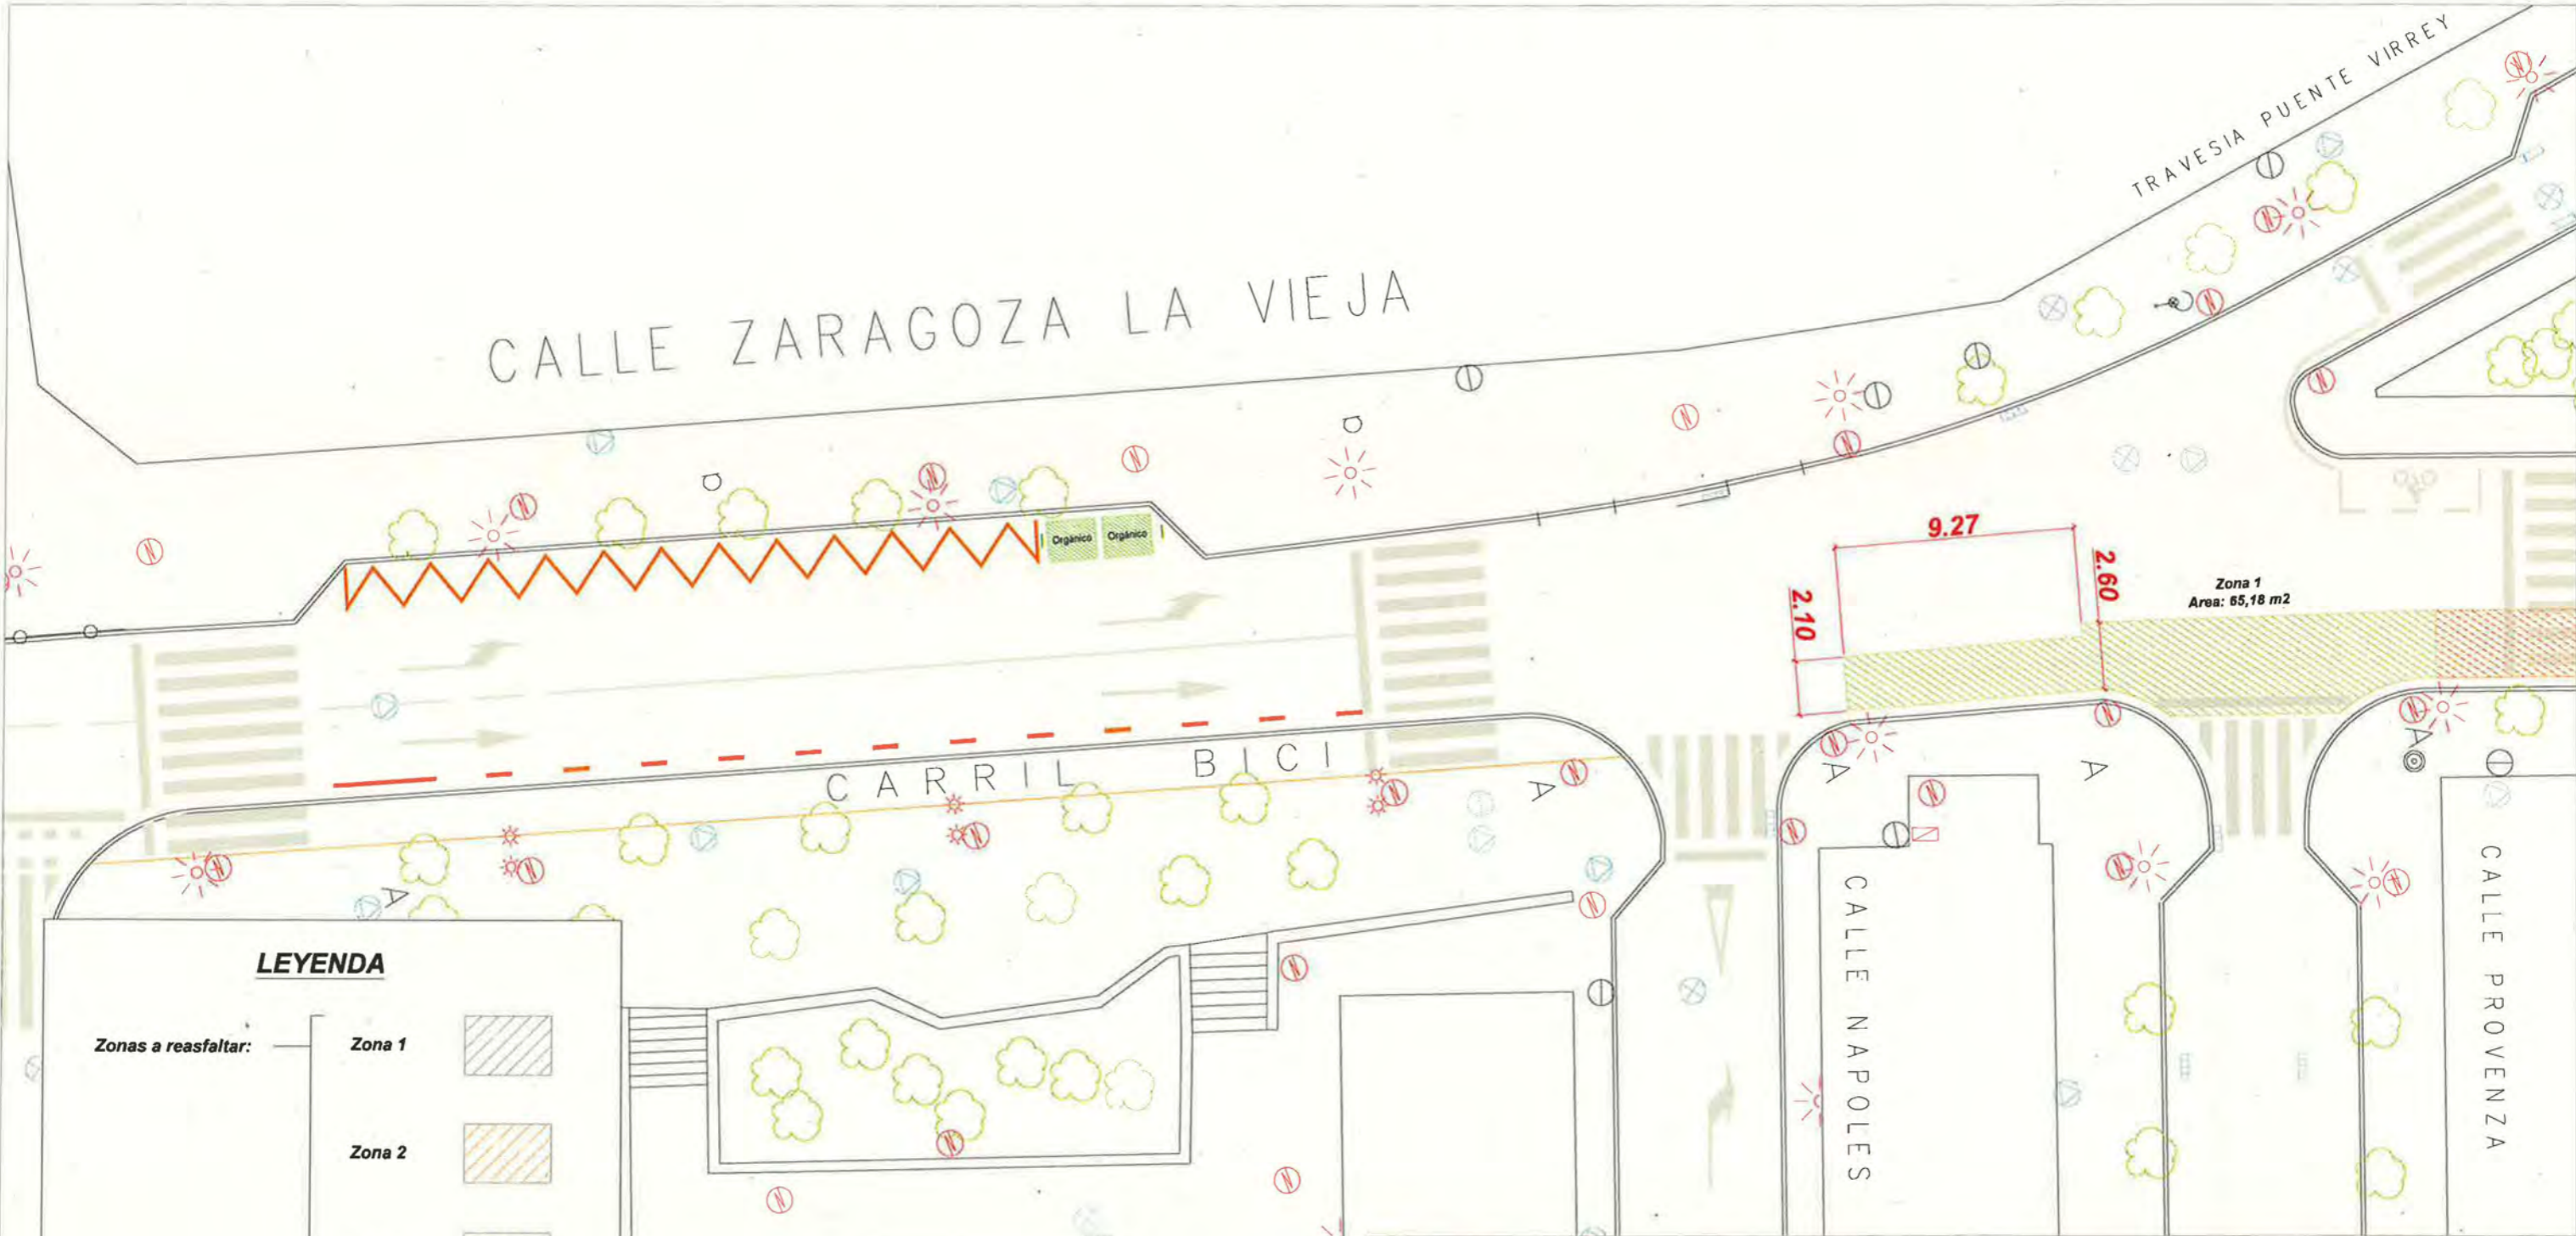 TRAVESIA PUENTE VIRREY
CALLE ZARAGOZA LA VIEJA
D
D
Orgánico
Orgánico
9.27
2.60
2.10
Zona 1
Area: 65,18 m2
CARRIL BICI
A
A
A
A
A
CALLE NAPOLES
CALLE PROVENZA
LEYENDA
Zonas a reasfaltar:
Zona 1
Zona 2